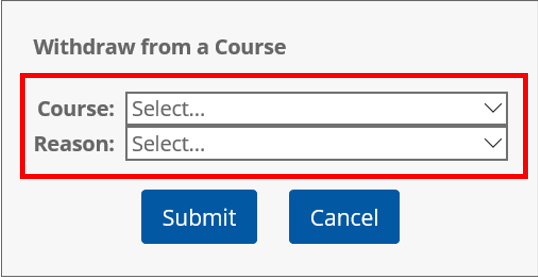 Withdraw from a Course
Course: Select...
Reason: Select...
Submit Cancel